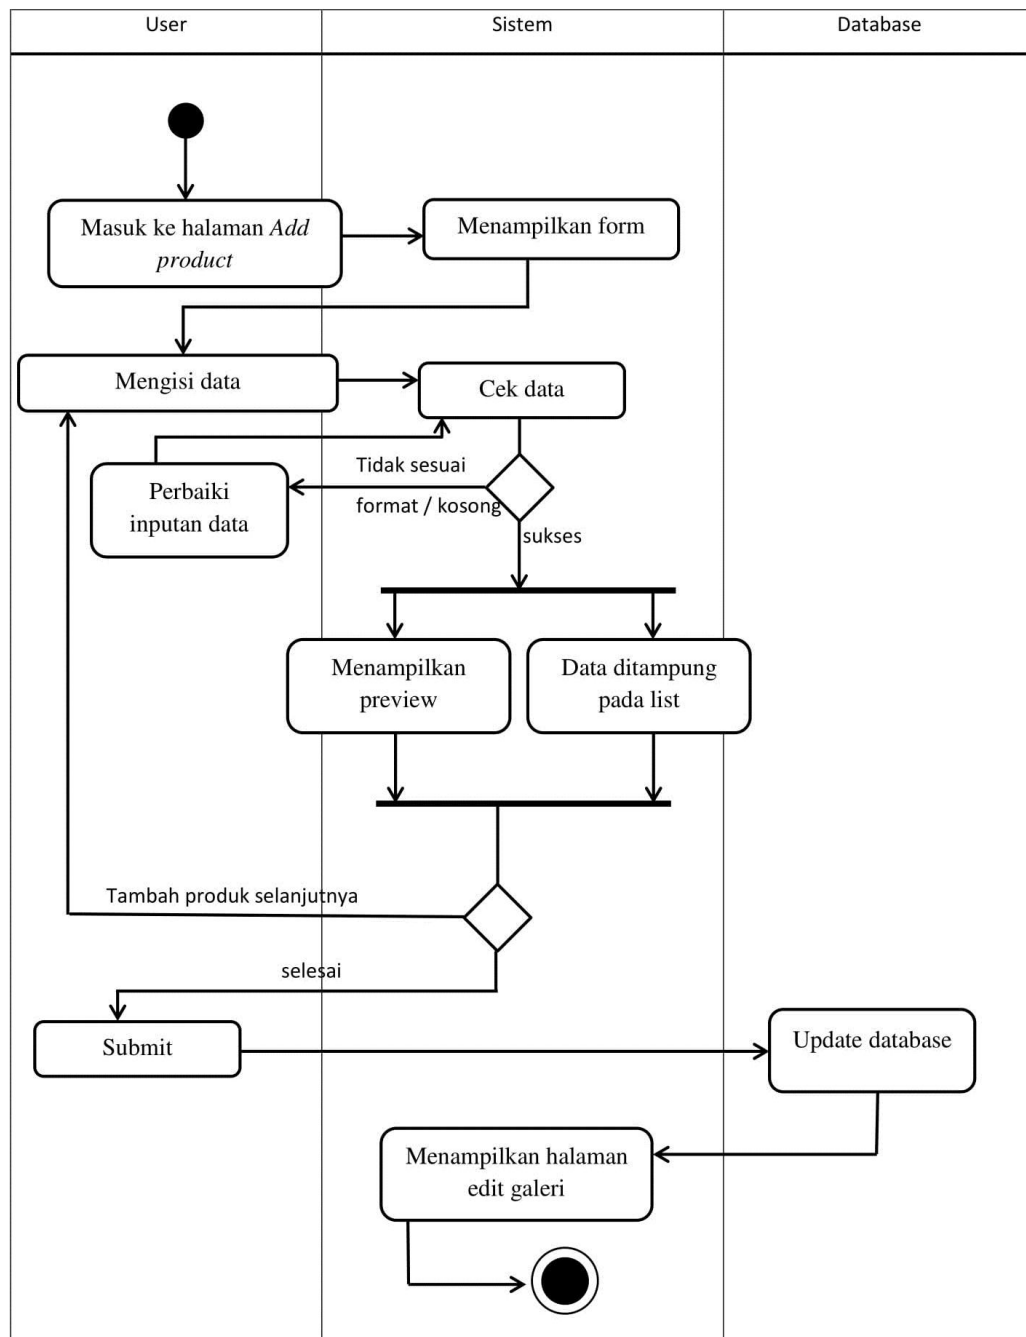 User
Sistem
Database
Masuk ke halaman Add
product
Menampilkan form
Mengisi data
Cek data
Perbaiki
inputan data
Tidak sesuai
format / kosong
sukses
Menampilkan
preview
Data ditampung
pada list
Tambah produk selanjutnya
selesai
Submit
Update database
Menampilkan halaman
edit galeri